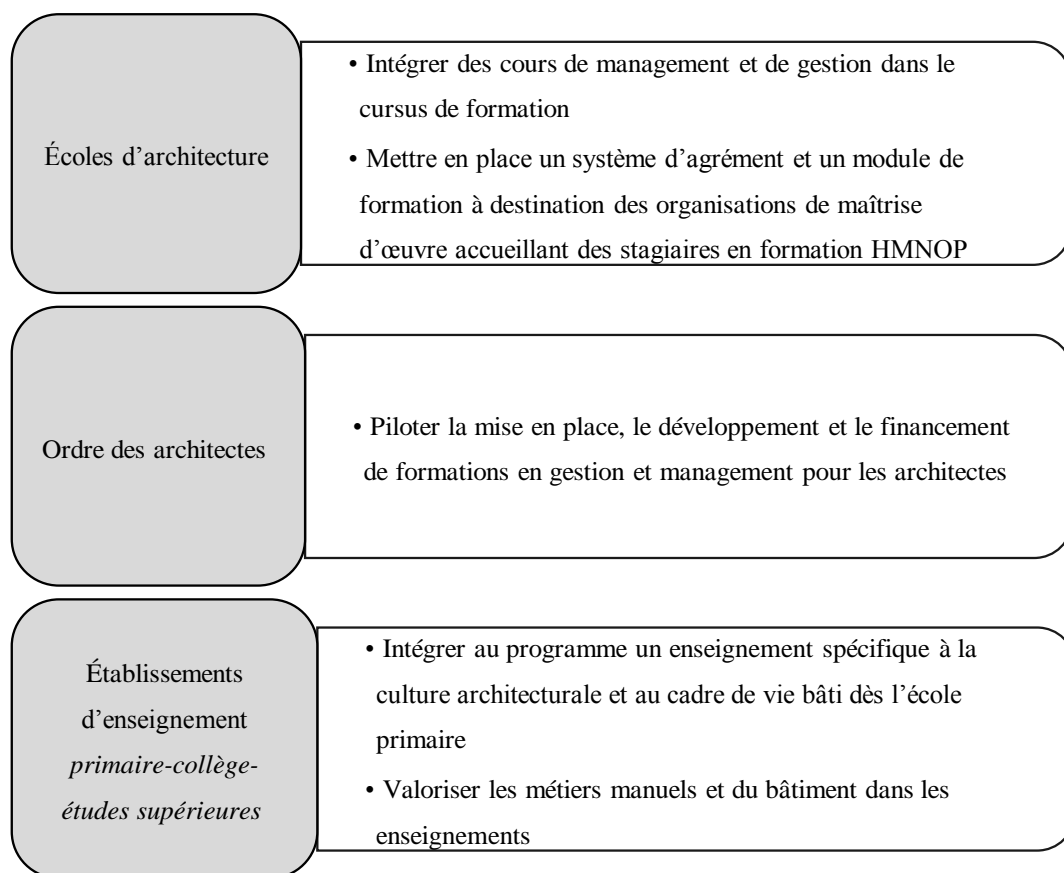 Écoles d’architecture
• Intégrer des cours de management et de gestion dans le
cursus de formation
• Mettre en place un système d’agrément et un module de
formation à destination des organisations de maîtrise
d’œuvre accueillant des stagiaires en formation HMNOP
Ordre des architectes
• Piloter la mise en place, le développement et le financement
de formations en gestion et management pour les architectes
Établissements
d’enseignement
primaire-collège-
études supérieures
• Intégrer au programme un enseignement spécifique à la
culture architecturale et au cadre de vie bâti dès l’école
primaire
• Valoriser les métiers manuels et du bâtiment dans les
enseignements